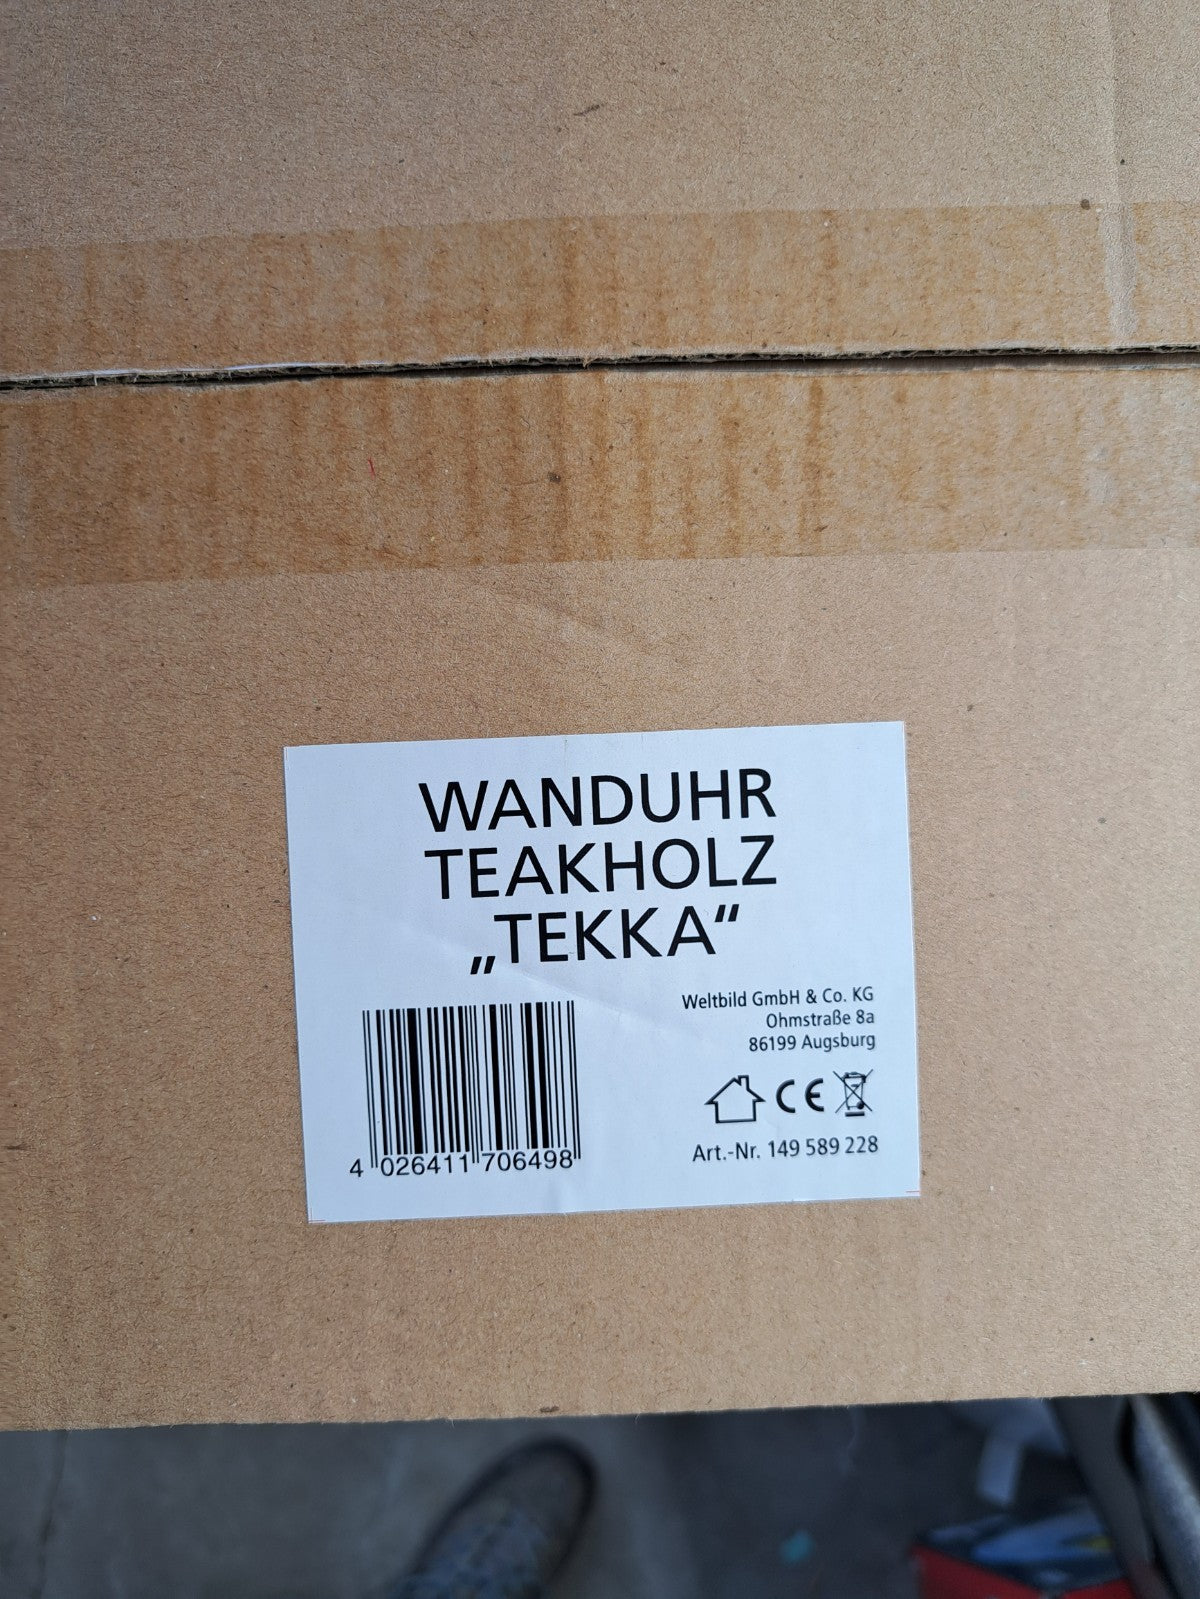 WANDUHR
TEAKHOLZ
„TEKKA“
Weltbild GmbH & Co. KG
Ohmstraße 8a
86199 Augsburg
CE
Art.-Nr. 149 589 228
4 026411 706498